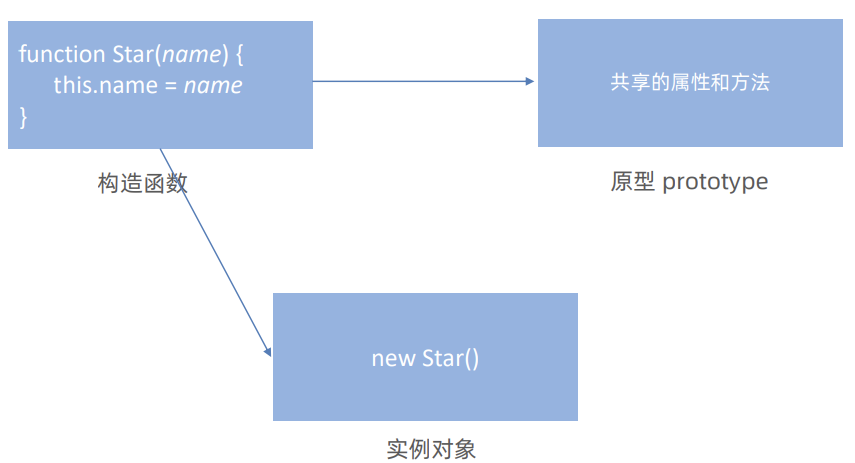 function Star(name) {
this.name = name
}
共享的属性和方法
构造函数
原型 prototype
new Star()
实例对象